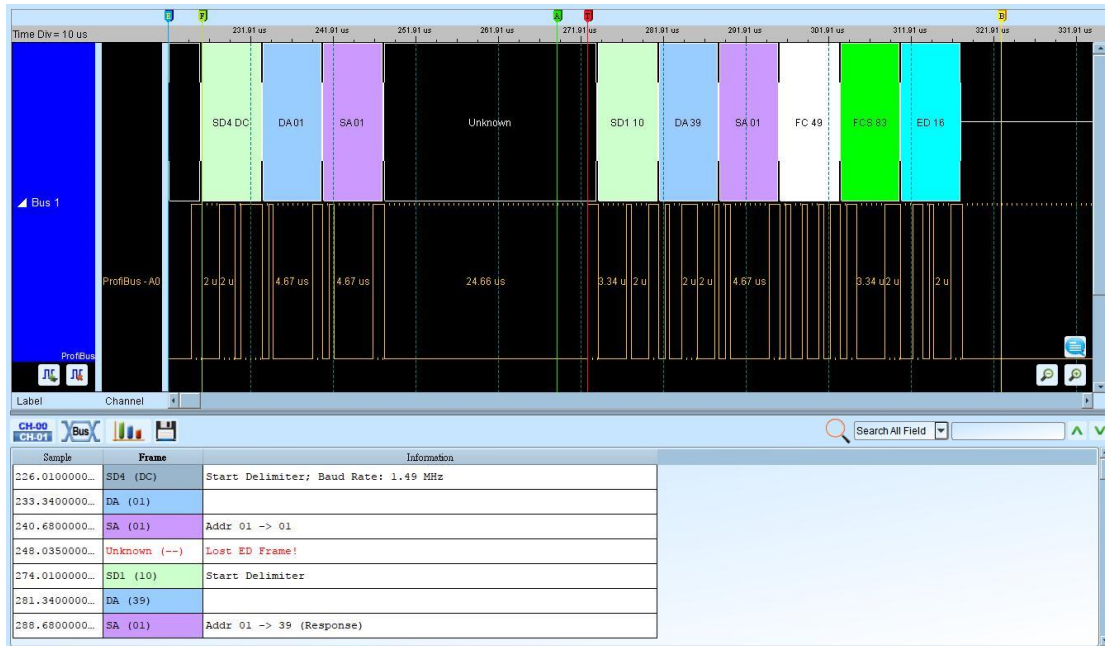 E F A T B
Time Div = 10 us 231.91 us 241.91 us 251.91 us 261.91 us 271.91 us 281.91 us 291.91 us 301.91 us 311.91 us 321.91 us 331.91 us
SD4 DC DA 01 SA 01 Unknown SD1 10 DA 39 SA 01 FC 49 FCS 83 ED 16
Bus 1
ProfiBus - A0 2 u 2 u 4.67 us 4.67 us 24.66 us 3.34 u 2 u 2 u 2 u 4.67 us 3.34 u 2 u 2 u
ProfiBus
Label Channel
CH-00
CH-01
Bus
Search All Field
Sample Frame Information
226.0100000... SD4 (DC) Start Delimiter; Baud Rate: 1.49 MHz
233.3400000... DA (01)
240.6800000... SA (01) Addr 01 -> 01
248.0350000... Unknown (--) Lost ED Frame!
274.0100000... SD1 (10) Start Delimiter
281.3400000... DA (39)
288.6800000... SA (01) Addr 01 -> 39 (Response)